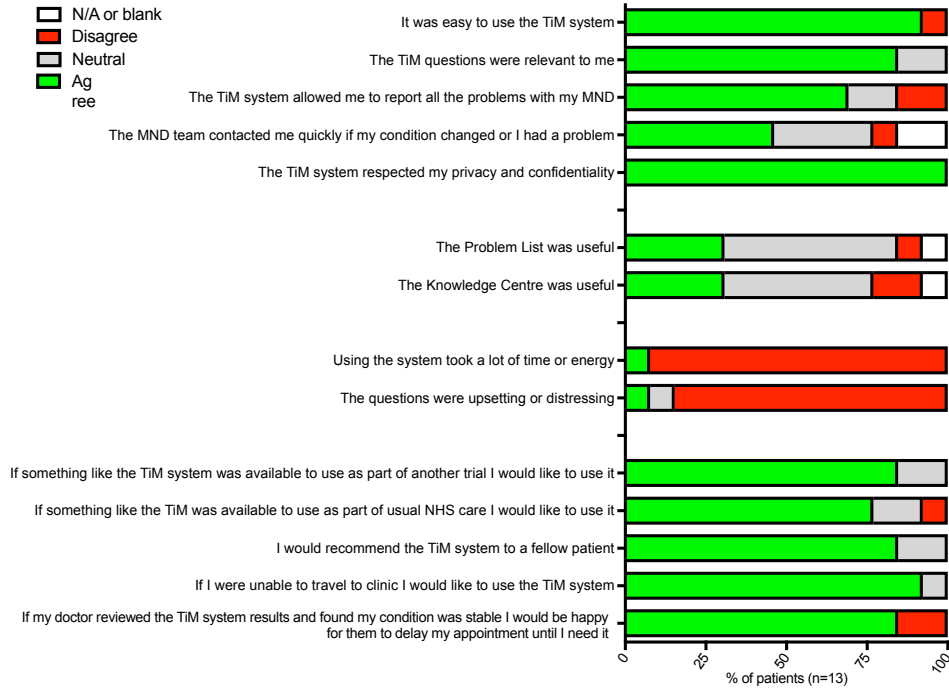 N/A or blank
Disagree
Neutral
Ag
ree
It was easy to use the TiM system
The TiM questions were relevant to me
The TiM system allowed me to report all the problems with my MND
The MND team contacted me quickly if my condition changed or I had a problem
The TiM system respected my privacy and confidentiality
The Problem List was useful
The Knowledge Centre was useful
Using the system took a lot of time or energy
The questions were upsetting or distressing
If something like the TiM system was available to use as part of another trial I would like to use it
If something like the TiM was available to use as part of usual NHS care I would like to use it
I would recommend the TiM system to a fellow patient
If I were unable to travel to clinic I would like to use the TiM system
If my doctor reviewed the TiM system results and found my condition was stable I would be happy
for them to delay my appointment until I need it
0 25 50 75 100
% of patients (n=13)